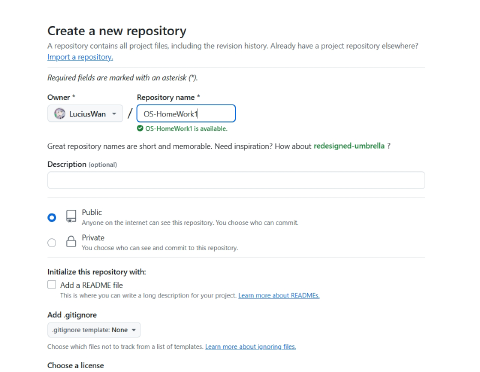 Create a new repository
A repository contains all project files, including the revision history. Already have a project repository elsewhere?
Import a repository.
Required fields are marked with an asterisk (*).
Owner * Repository name *
LuciusWan / OS-HomeWork1
OS-HomeWork1 is available.
Great repository names are short and memorable. Need inspiration? How about redesigned-umbrella ?
Description (optional)
Public
Anyone on the internet can see this repository. You choose who can commit.
Private
You choose who can see and commit to this repository.
Initialize this repository with:
Add a README file
This is where you can write a long description for your project. Learn more about READMEs.
Add .gitignore
.gitignore template: None
Choose which files not to track from a list of templates. Learn more about ignoring files.
Choose a license